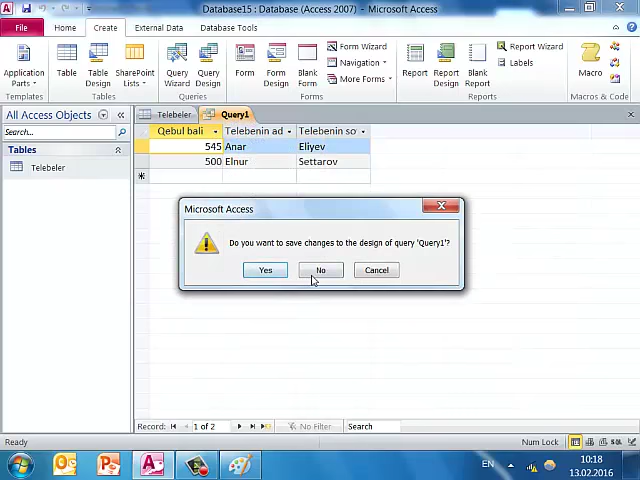 Database15 : Database (Access 2007) - Microsoft Access
File Home Create External Data Database Tools
Application Parts
Table
Table Design
SharePoint Lists
Query Wizard
Query Design
Form
Form Design
Blank Form
Form Wizard
Navigation
More Forms
Report
Report Design
Blank Report
Report Wizard
Labels
Macro
Templates Tables Queries Forms Reports Macros & Code
All Access Objects
Search...
Tables
Telebeler
Telebeler Query1
Qebul bali Telebenin ad Telebenin so
545 Anar Eliyev
500 Elnur Settarov
Microsoft Access
Do you want to save changes to the design of query 'Query1'?
Yes No Cancel
Record: 1 of 2 No Filter Search
Ready Num Lock SQL
EN 10:18
13.02.2016